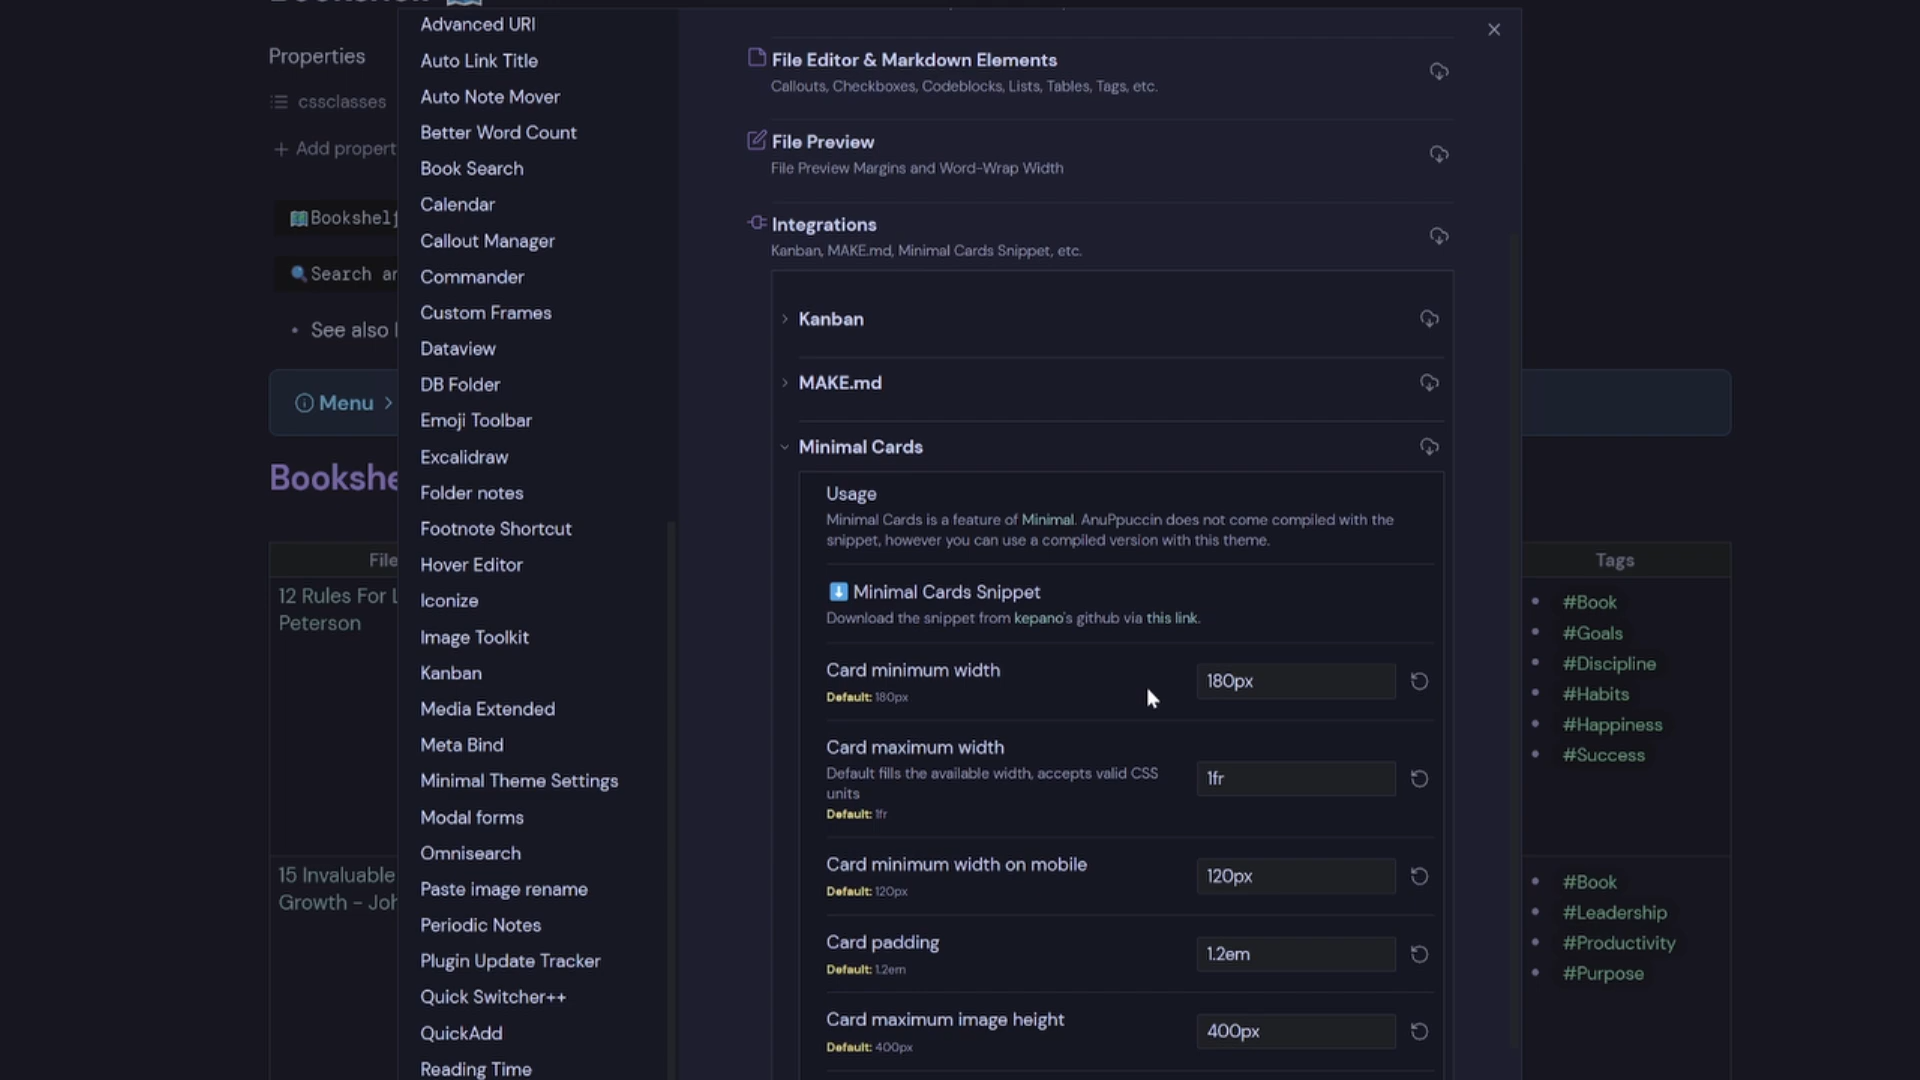 Properties
cssclasses
Add propert
Bookshelf
Search an
See also
Menu
Bookshe
File
12 Rules For L
Peterson
15 Invaluable
Growth - Joh
Advanced URI
Auto Link Title
Auto Note Mover
Better Word Count
Book Search
Calendar
Callout Manager
Commander
Custom Frames
Dataview
DB Folder
Emoji Toolbar
Excalidraw
Folder notes
Footnote Shortcut
Hover Editor
Iconize
Image Toolkit
Kanban
Media Extended
Meta Bind
Minimal Theme Settings
Modal forms
Omnisearch
Paste image rename
Periodic Notes
Plugin Update Tracker
Quick Switcher++
QuickAdd
Reading Time
File Editor & Markdown Elements
Callouts, Checkboxes, Codeblocks, Lists, Tables, Tags, etc.
File Preview
File Preview Margins and Word-Wrap Width
Integrations
Kanban, MAKE.md, Minimal Cards Snippet, etc.
Kanban
MAKE.md
Minimal Cards
Usage
Minimal Cards is a feature of Minimal. AnuPpuccin does not come compiled with the
snippet, however you can use a compiled version with this theme.
Minimal Cards Snippet
Download the snippet from kepano's github via this link.
Card minimum width
Default: 180px
180px
Card maximum width
Default fills the available width, accepts valid CSS
units
Default: 1fr
1fr
Card minimum width on mobile
Default: 120px
120px
Card padding
Default: 1.2em
1.2em
Card maximum image height
Default: 400px
400px
Tags
#Book
#Goals
#Discipline
#Habits
#Happiness
#Success
#Book
#Leadership
#Productivity
#Purpose